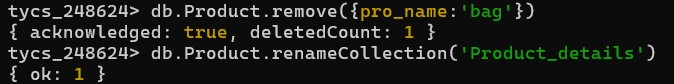 tycs_248624> db.Product.remove({pro_name:'bag'})
{ acknowledged: true, deletedCount: 1 }
tycs_248624> db.Product.renameCollection('Product_details')
{ ok: 1 }